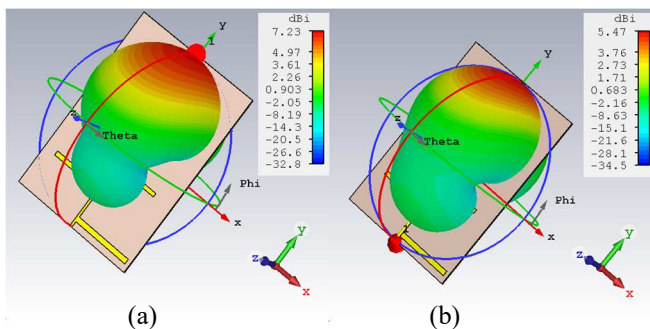 dBi
7.23
4.97
3.61
2.26
0.903
-2.05
-8.19
-14.3
-20.5
-26.6
-32.8
y
1
z
Theta
Phi
x
y
z
x
(a)
dBi
5.47
3.76
2.73
1.71
0.683
-2.16
-8.63
-15.1
-21.6
-28.1
-34.5
y
z
Theta
Phi
x
1
y
z
x
(b)